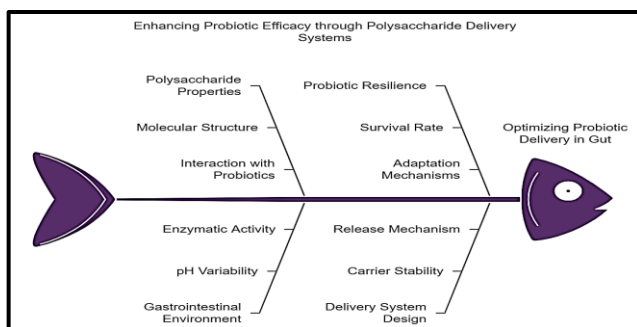 Enhancing Probiotic Efficacy through Polysaccharide Delivery
Systems
Polysaccharide
Properties
Probiotic Resilience
Molecular Structure
Survival Rate
Optimizing Probiotic
Delivery in Gut
Interaction with
Probiotics
Adaptation
Mechanisms
Enzymatic Activity
Release Mechanism
pH Variability
Carrier Stability
Gastrointestinal
Environment
Delivery System
Design